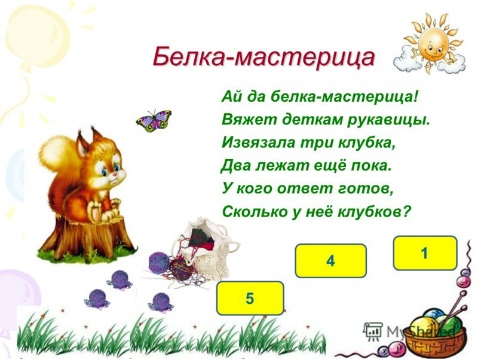 Белка-мастерица
Ай да белка-мастерица!
Вяжет деткам рукавицы.
Извязала три клубка,
Два лежат ещё пока.
У кого ответ готов,
Сколько у неё клубков?
4
1
5
MyShared